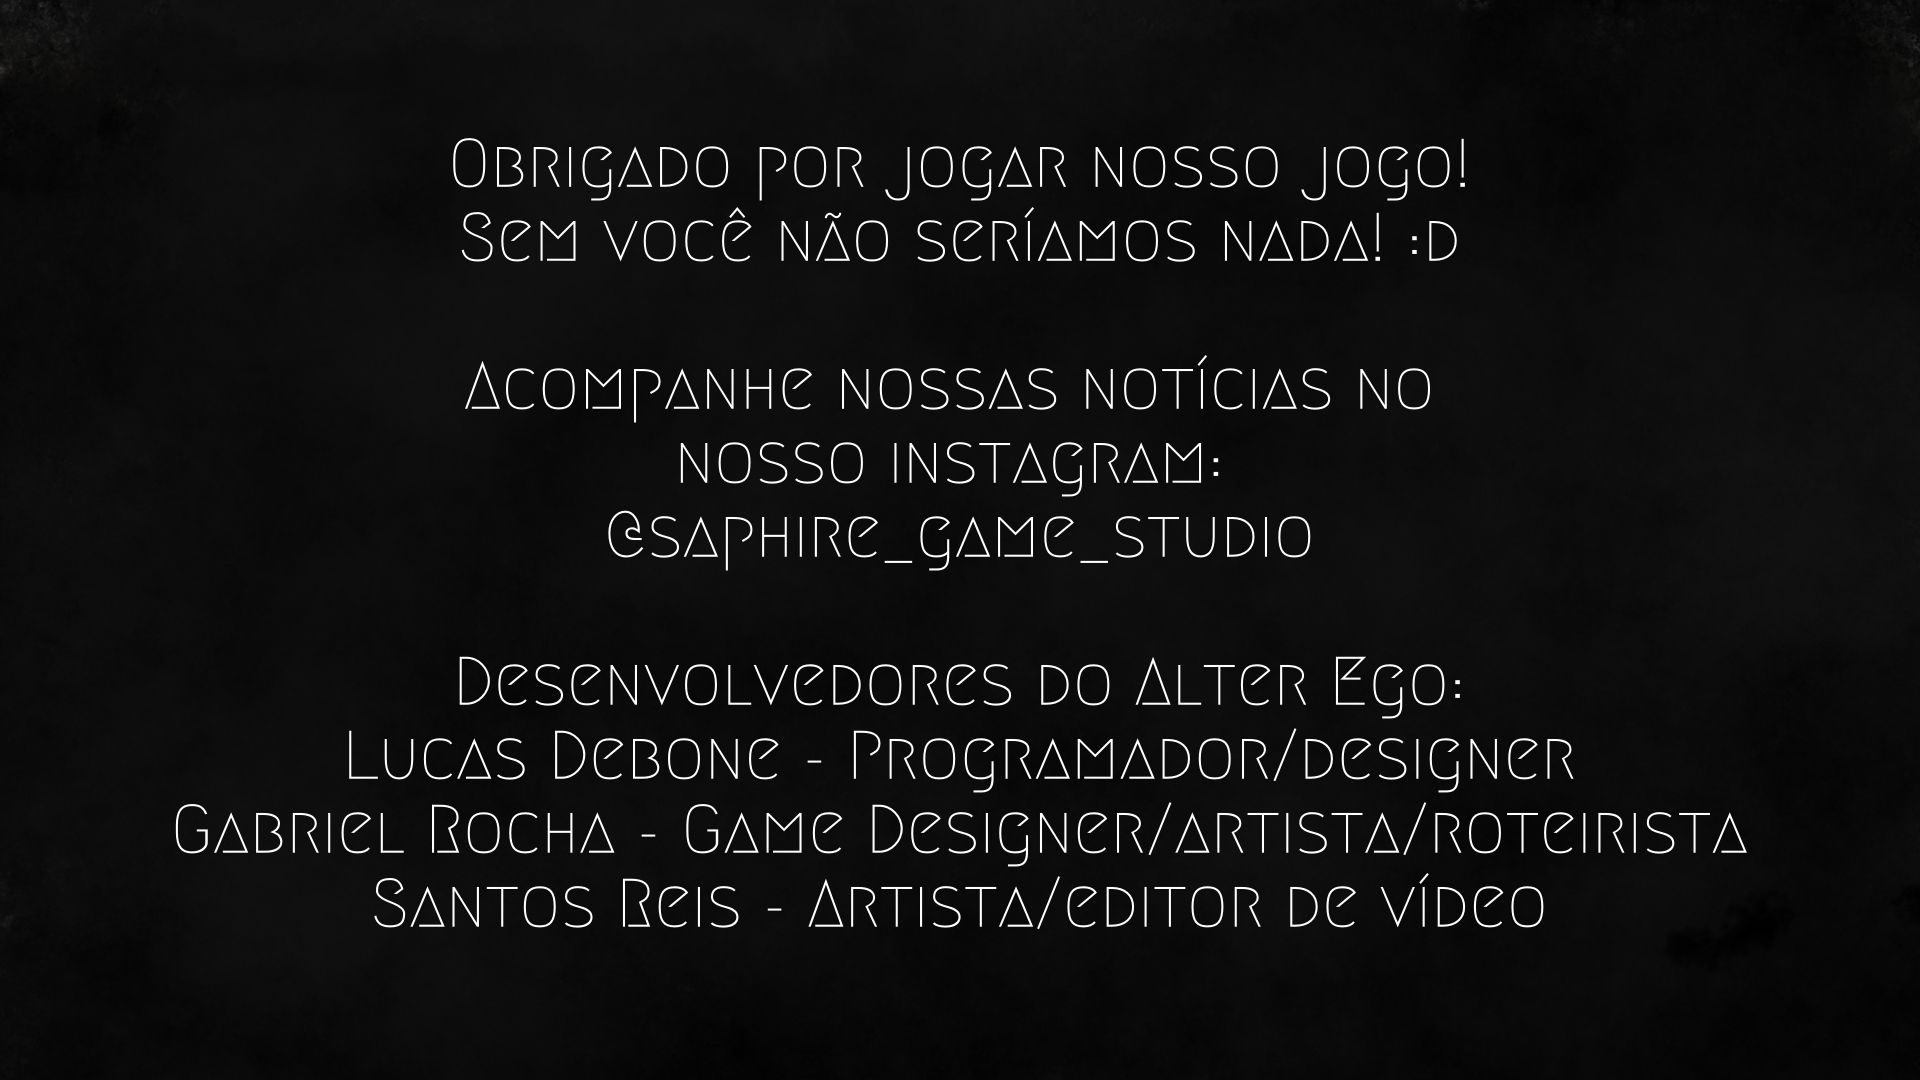 Obrigado por jogar nosso jogo!
Sem você não seríamos nada! :D
Acompanhe nossas notícias no
nosso instagram:
@saphire_game_studio
Desenvolvedores do Alter Ego:
Lucas Debone - Programador/designer
Gabriel Rocha - Game Designer/artista/roteirista
Santos Reis - Artista/editor de vídeo